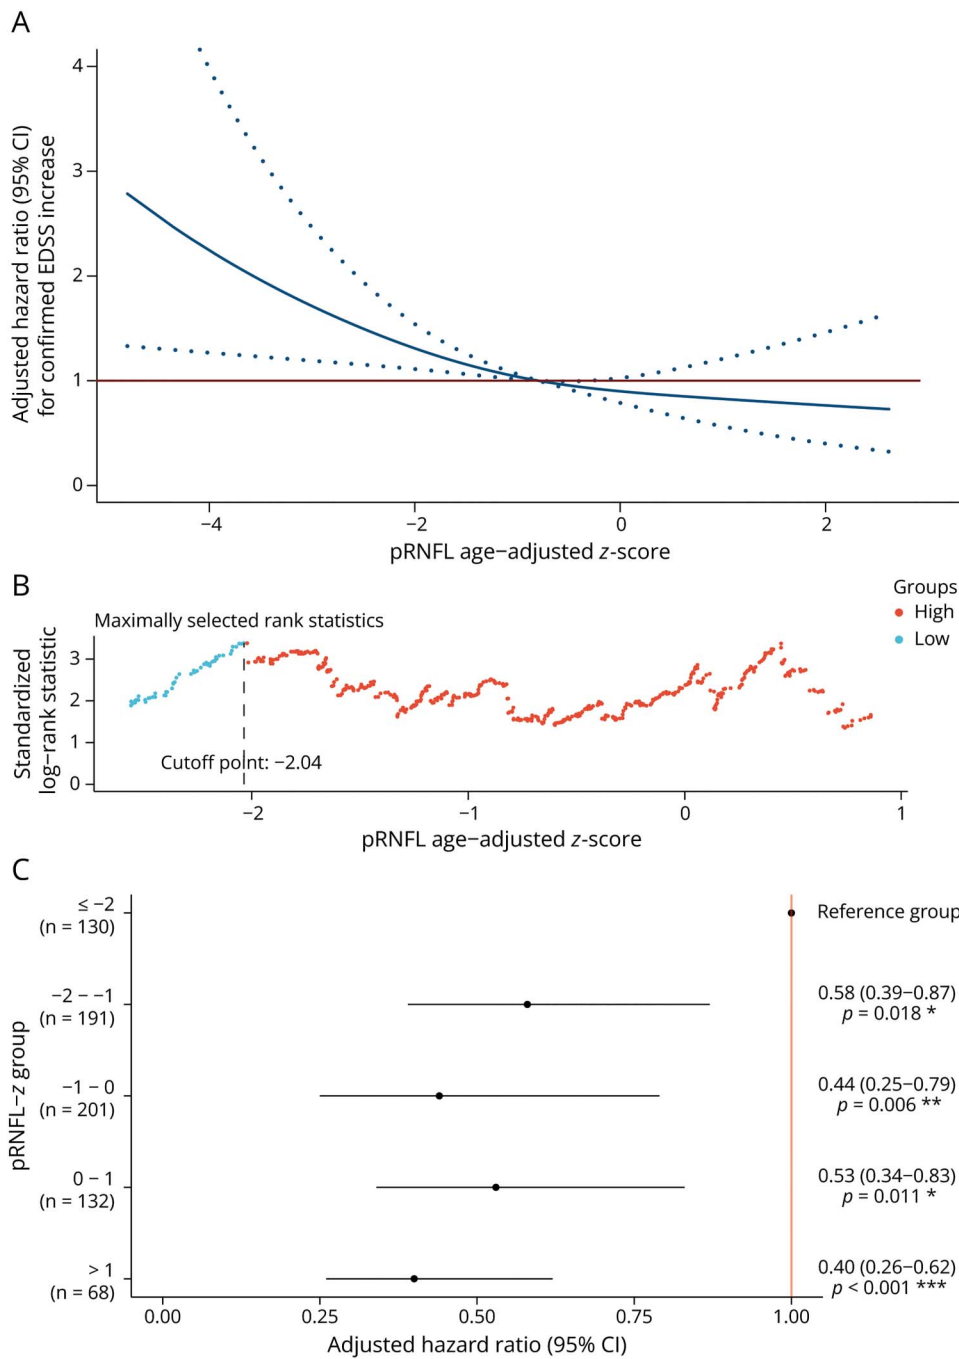 A
Adjusted hazard ratio (95% CI)
for confirmed EDSS increase
4
3
2
1
0
−4
−2
0
2
pRNFL age−adjusted z-score
B
Groups
High
Low
Maximally selected rank statistics
Standardized
log−rank statistic
3
2
1
0
Cutoff point: −2.04
−2
−1
0
1
pRNFL age−adjusted z-score
C
pRNFL−z group
≤ −2
(n = 130)
Reference group
−2 − −1
(n = 191)
0.58 (0.39−0.87)
p = 0.018 *
−1 − 0
(n = 201)
0.44 (0.25−0.79)
p = 0.006 **
0 − 1
(n = 132)
0.53 (0.34−0.83)
p = 0.011 *
> 1
(n = 68)
0.40 (0.26−0.62)
p < 0.001 ***
0.00
0.25
0.50
0.75
1.00
Adjusted hazard ratio (95% CI)